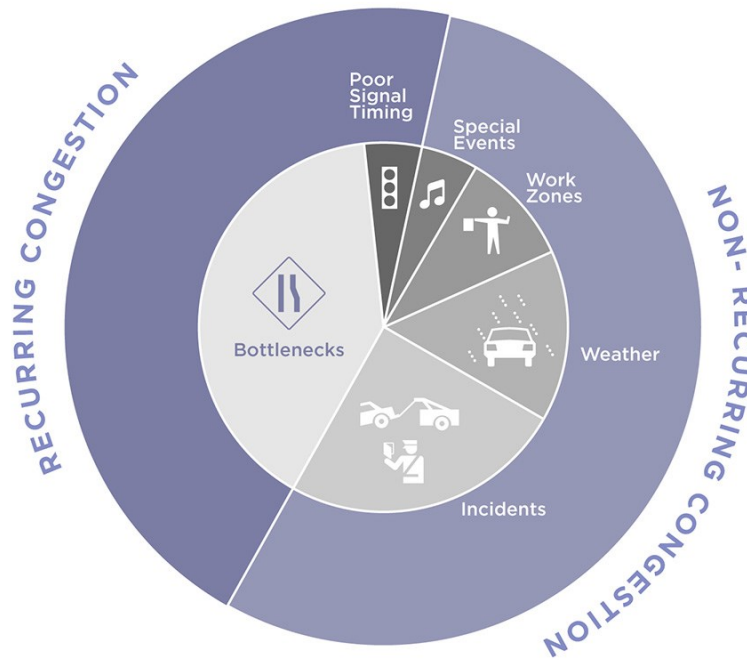 RECURRING CONGESTION
NON- RECURRING CONGESTION
Poor
Signal
Timing
Special
Events
Work
Zones
Bottlenecks
Weather
Incidents